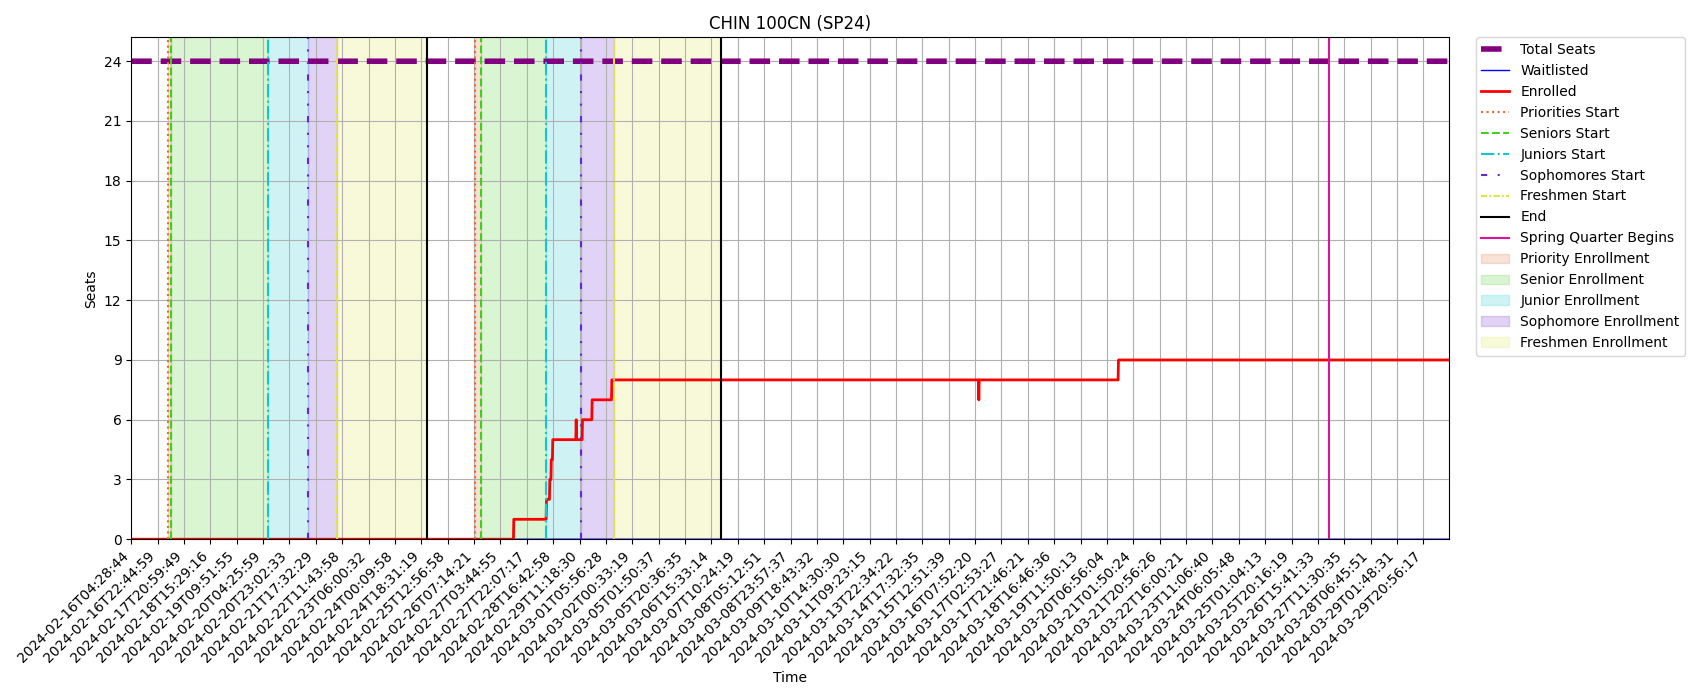 CHIN 100CN (SP24)
Seats
24
21
18
15
12
9
6
3
0
2024-02-16T04:28:44
2024-02-16T22:44:59
2024-02-17T20:59:49
2024-02-18T15:29:16
2024-02-19T09:51:55
2024-02-20T04:25:59
2024-02-20T23:02:33
2024-02-21T17:32:29
2024-02-22T11:43:58
2024-02-23T06:00:32
2024-02-24T00:09:58
2024-02-24T18:31:19
2024-02-25T12:56:58
2024-02-26T07:14:21
2024-02-27T03:44:55
2024-02-27T22:07:17
2024-02-28T16:42:58
2024-02-29T11:18:30
2024-03-01T05:56:28
2024-03-02T00:33:19
2024-03-05T01:50:37
2024-03-05T20:36:35
2024-03-06T15:33:14
2024-03-07T10:24:19
2024-03-08T05:12:51
2024-03-08T23:57:37
2024-03-09T18:43:32
2024-03-10T14:30:30
2024-03-11T09:23:15
2024-03-13T22:34:22
2024-03-14T17:32:35
2024-03-15T12:51:39
2024-03-16T07:52:20
2024-03-17T02:53:27
2024-03-17T21:46:21
2024-03-18T16:46:36
2024-03-19T11:50:13
2024-03-20T06:56:04
2024-03-21T01:50:24
2024-03-21T20:56:26
2024-03-22T16:00:21
2024-03-23T11:06:40
2024-03-24T06:05:48
2024-03-25T01:04:13
2024-03-25T20:16:19
2024-03-26T15:41:33
2024-03-27T11:30:35
2024-03-28T06:45:51
2024-03-29T01:48:31
2024-03-29T20:56:17
Time
Total Seats
Waitlisted
Enrolled
Priorities Start
Seniors Start
Juniors Start
Sophomores Start
Freshmen Start
End
Spring Quarter Begins
Priority Enrollment
Senior Enrollment
Junior Enrollment
Sophomore Enrollment
Freshmen Enrollment